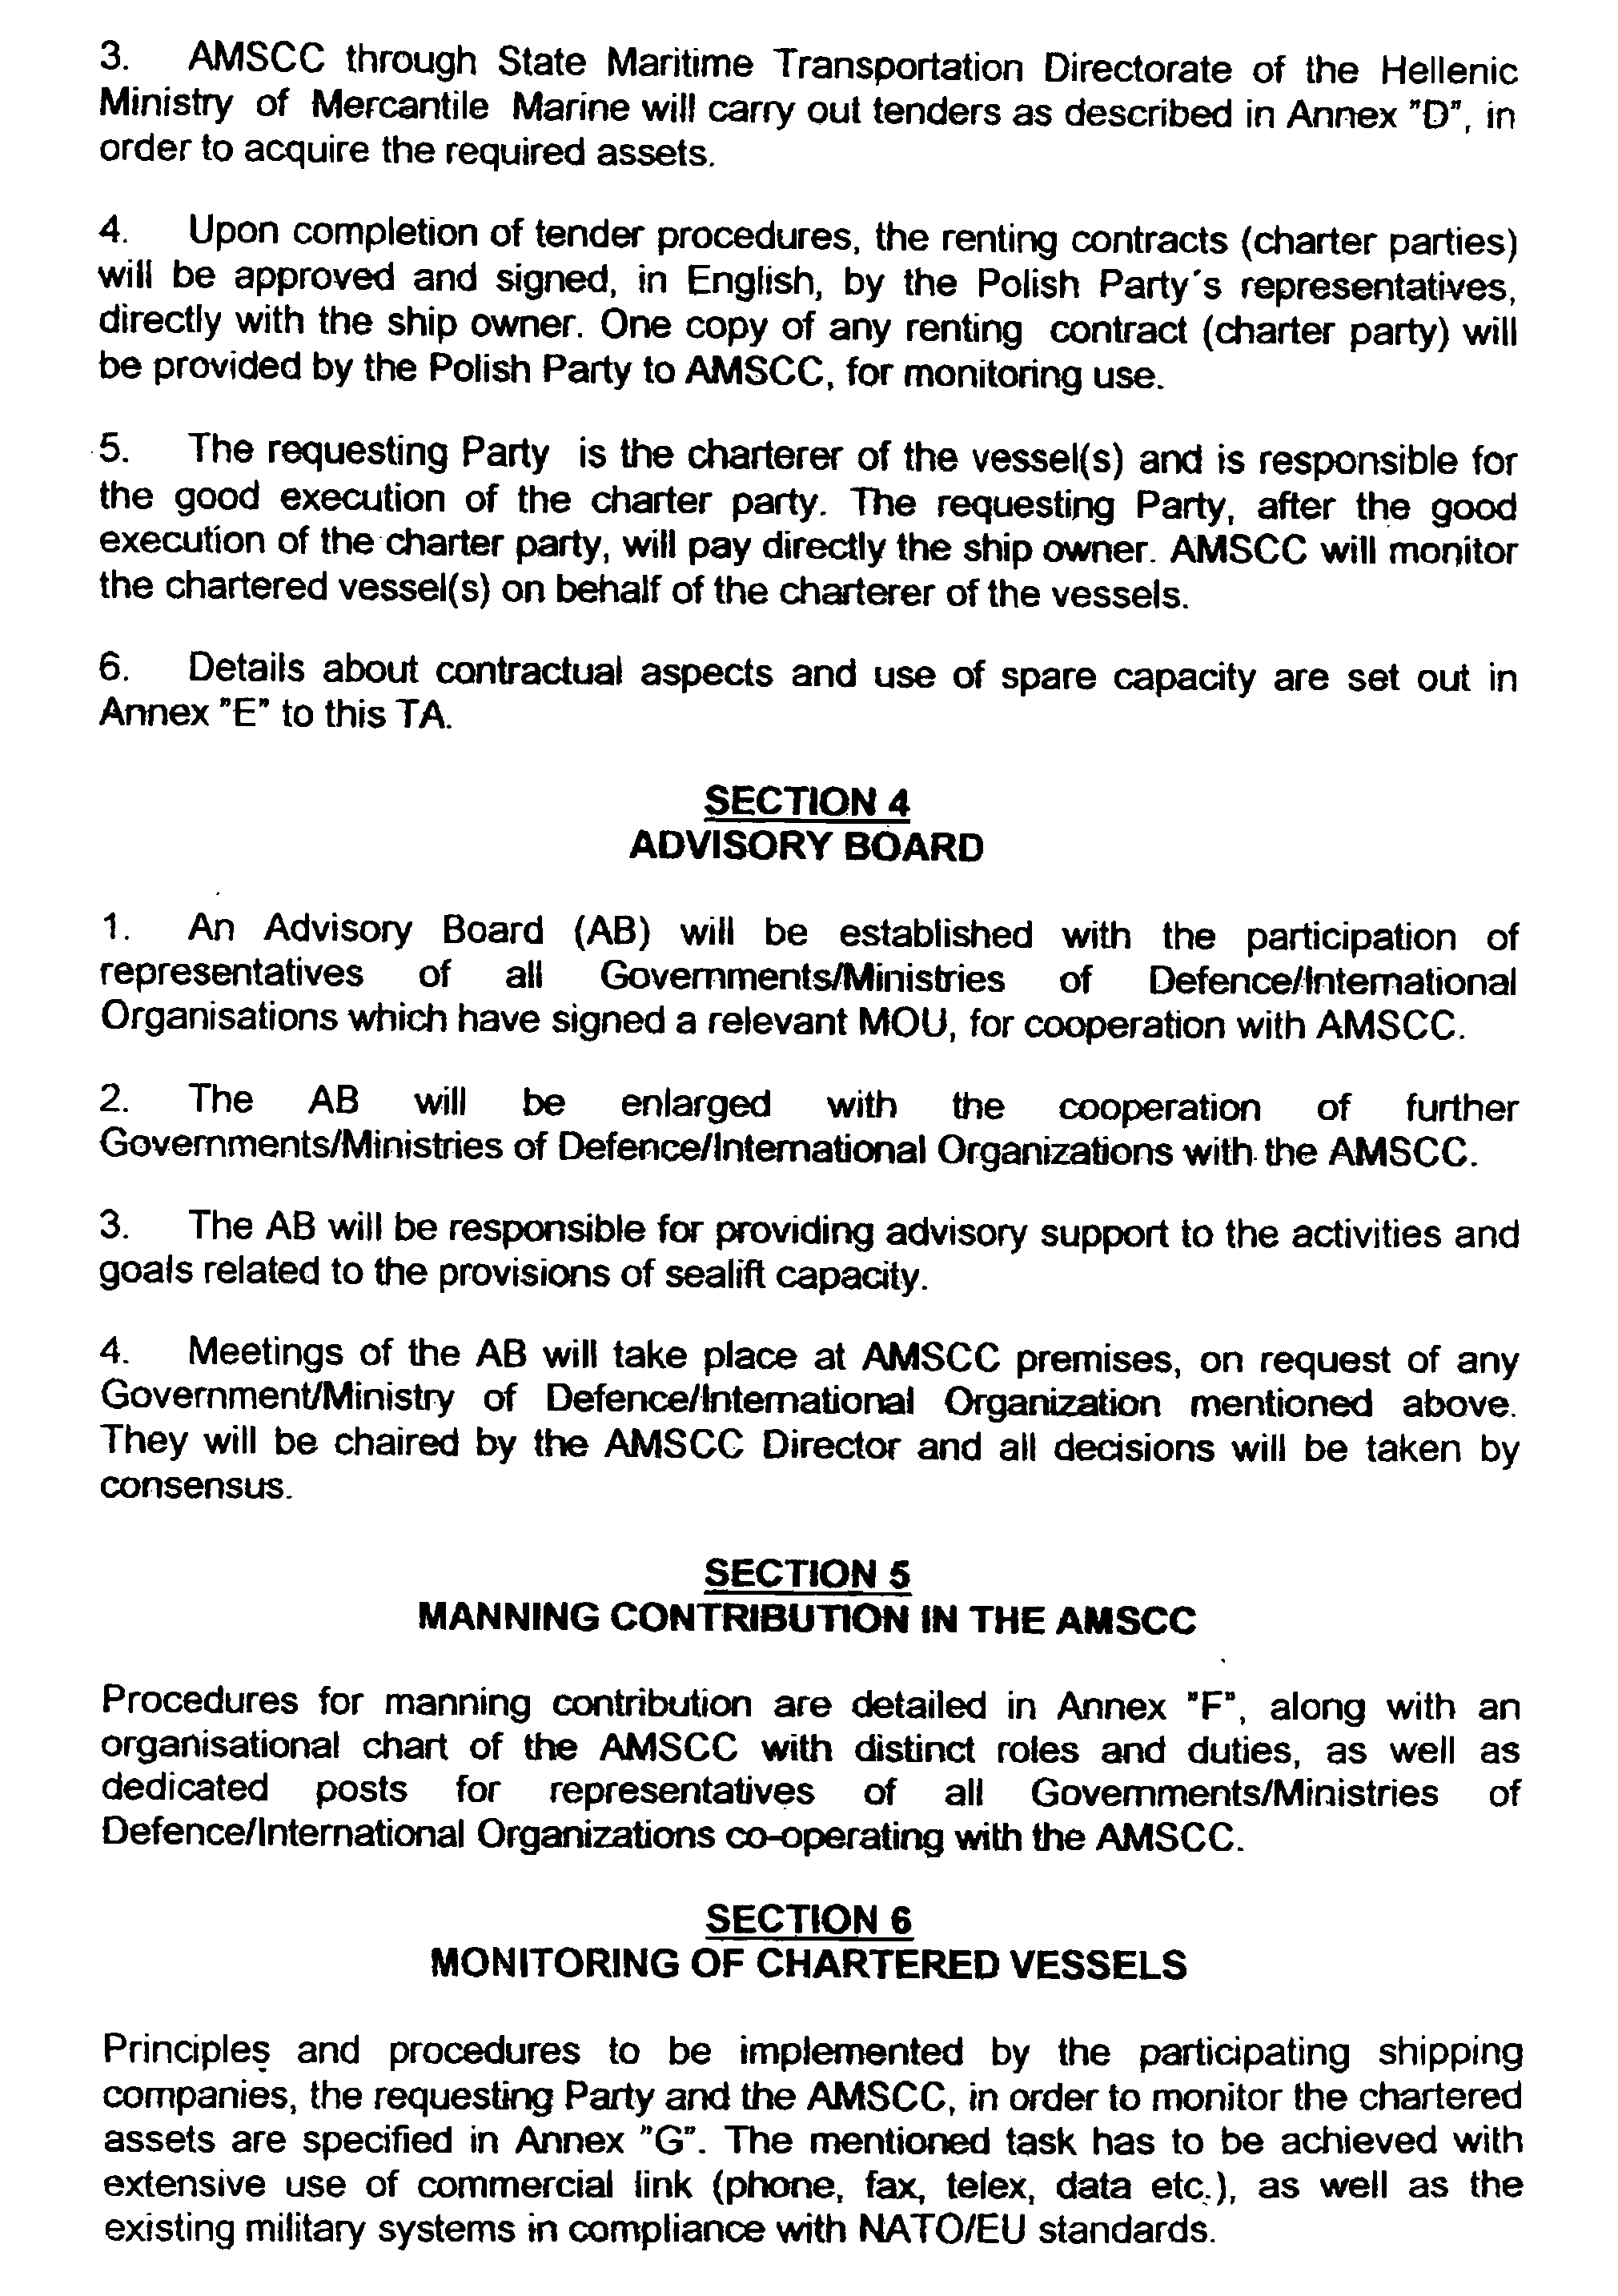 3. AMSCC through State Maritime Transportation Directorate of the Hellenic
Ministry of Mercantile Marine will carry out tenders as described in Annex "D", in
order to acquire the required assets.
4. Upon completion of tender procedures, the renting contracts (charter parties)
will be approved and signed, in English, by the Polish Party´s representatives,
directly with the ship owner. One copy of any renting contract (charter party) will
be provided by the Polish Party to AMSCC, for monitoring use.
5. The requesting Party is the charterer of the vessel(s) and is responsible for
the good execution of the charter party. The requesting Party, after the good
execution of the charter party, will pay directly the ship owner. AMSCC will monitor
the chartered vessel(s) on behalf of the charterer of the vessels.
6. Details about contractual aspects and use of spare capacity are set out in
Annex "E" to this TA.
SECTION 4
ADVISORY BOARD
1. An Advisory Board (AB) will be established with the participation of
representatives of all Governments/Ministries of Defence/International
Organisations which have signed a relevant MOU, for cooperation with AMSCC.
2. The AB will be enlarged with the cooperation of further
Governments/Ministries of Defence/International Organizations with the AMSCC.
3. The AB will be responsible for providing advisory support to the activities and
goals related to the provisions of sealift capacity.
4. Meetings of the AB will take place at AMSCC premises, on request of any
Government/Ministry of Defence/International Organization mentioned above.
They will be chaired by the AMSCC Director and all decisions will be taken by
consensus.
SECTION 5
MANNING CONTRIBUTION IN THE AMSCC
Procedures for manning contribution are detailed in Annex "F", along with an
organisational chart of the AMSCC with distinct roles and duties, as well as
dedicated posts for representatives of all Governments/Ministries of
Defence/International Organizations co-operating with the AMSCC.
SECTION 6
MONITORING OF CHARTERED VESSELS
Principles and procedures to be implemented by the participating shipping
companies, the requesting Party and the AMSCC, in order to monitor the chartered
assets are specified in Annex "G". The mentioned task has to be achieved with
extensive use of commercial link (phone, fax, telex, data etc.), as well as the
existing military systems in compliance with NATO/EU standards.